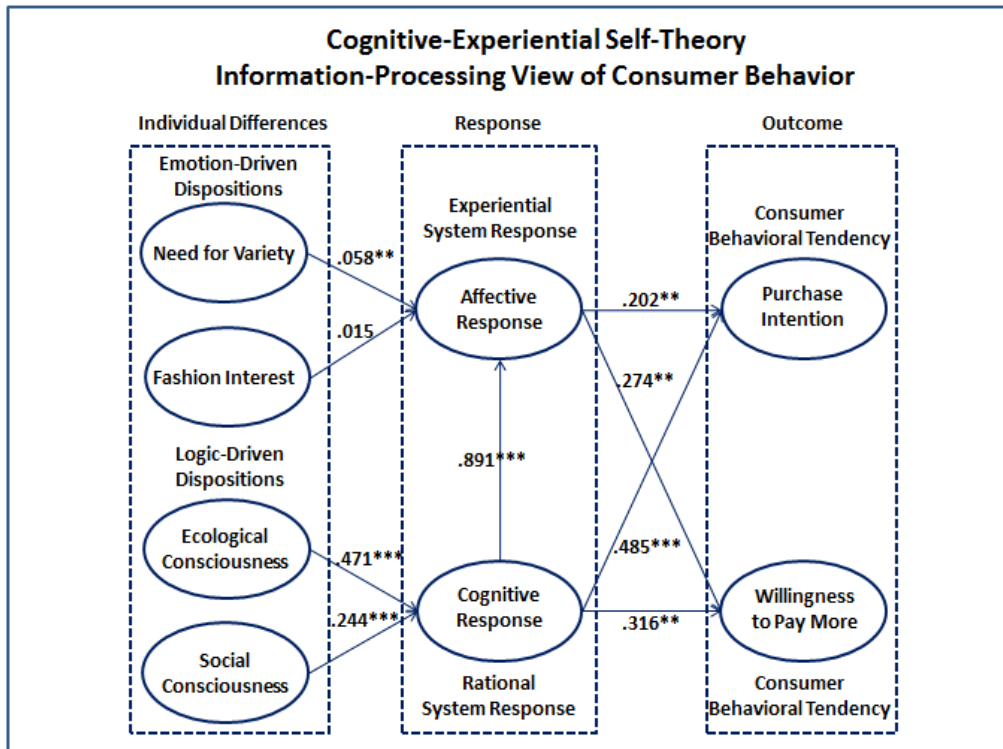 Cognitive-Experiential Self-Theory
Information-Processing View of Consumer Behavior
Individual Differences
Response
Outcome
Emotion-Driven
Dispositions
Need for Variety
.058**
.015
Fashion Interest
Logic-Driven
Dispositions
Ecological
Consciousness
.471***
.244***
Social
Consciousness
Experiential
System Response
Affective
Response
.891***
Cognitive
Response
Rational
System Response
.202**
.274**
.485***
.316**
Consumer
Behavioral Tendency
Purchase
Intention
Willingness
to Pay More
Consumer
Behavioral Tendency